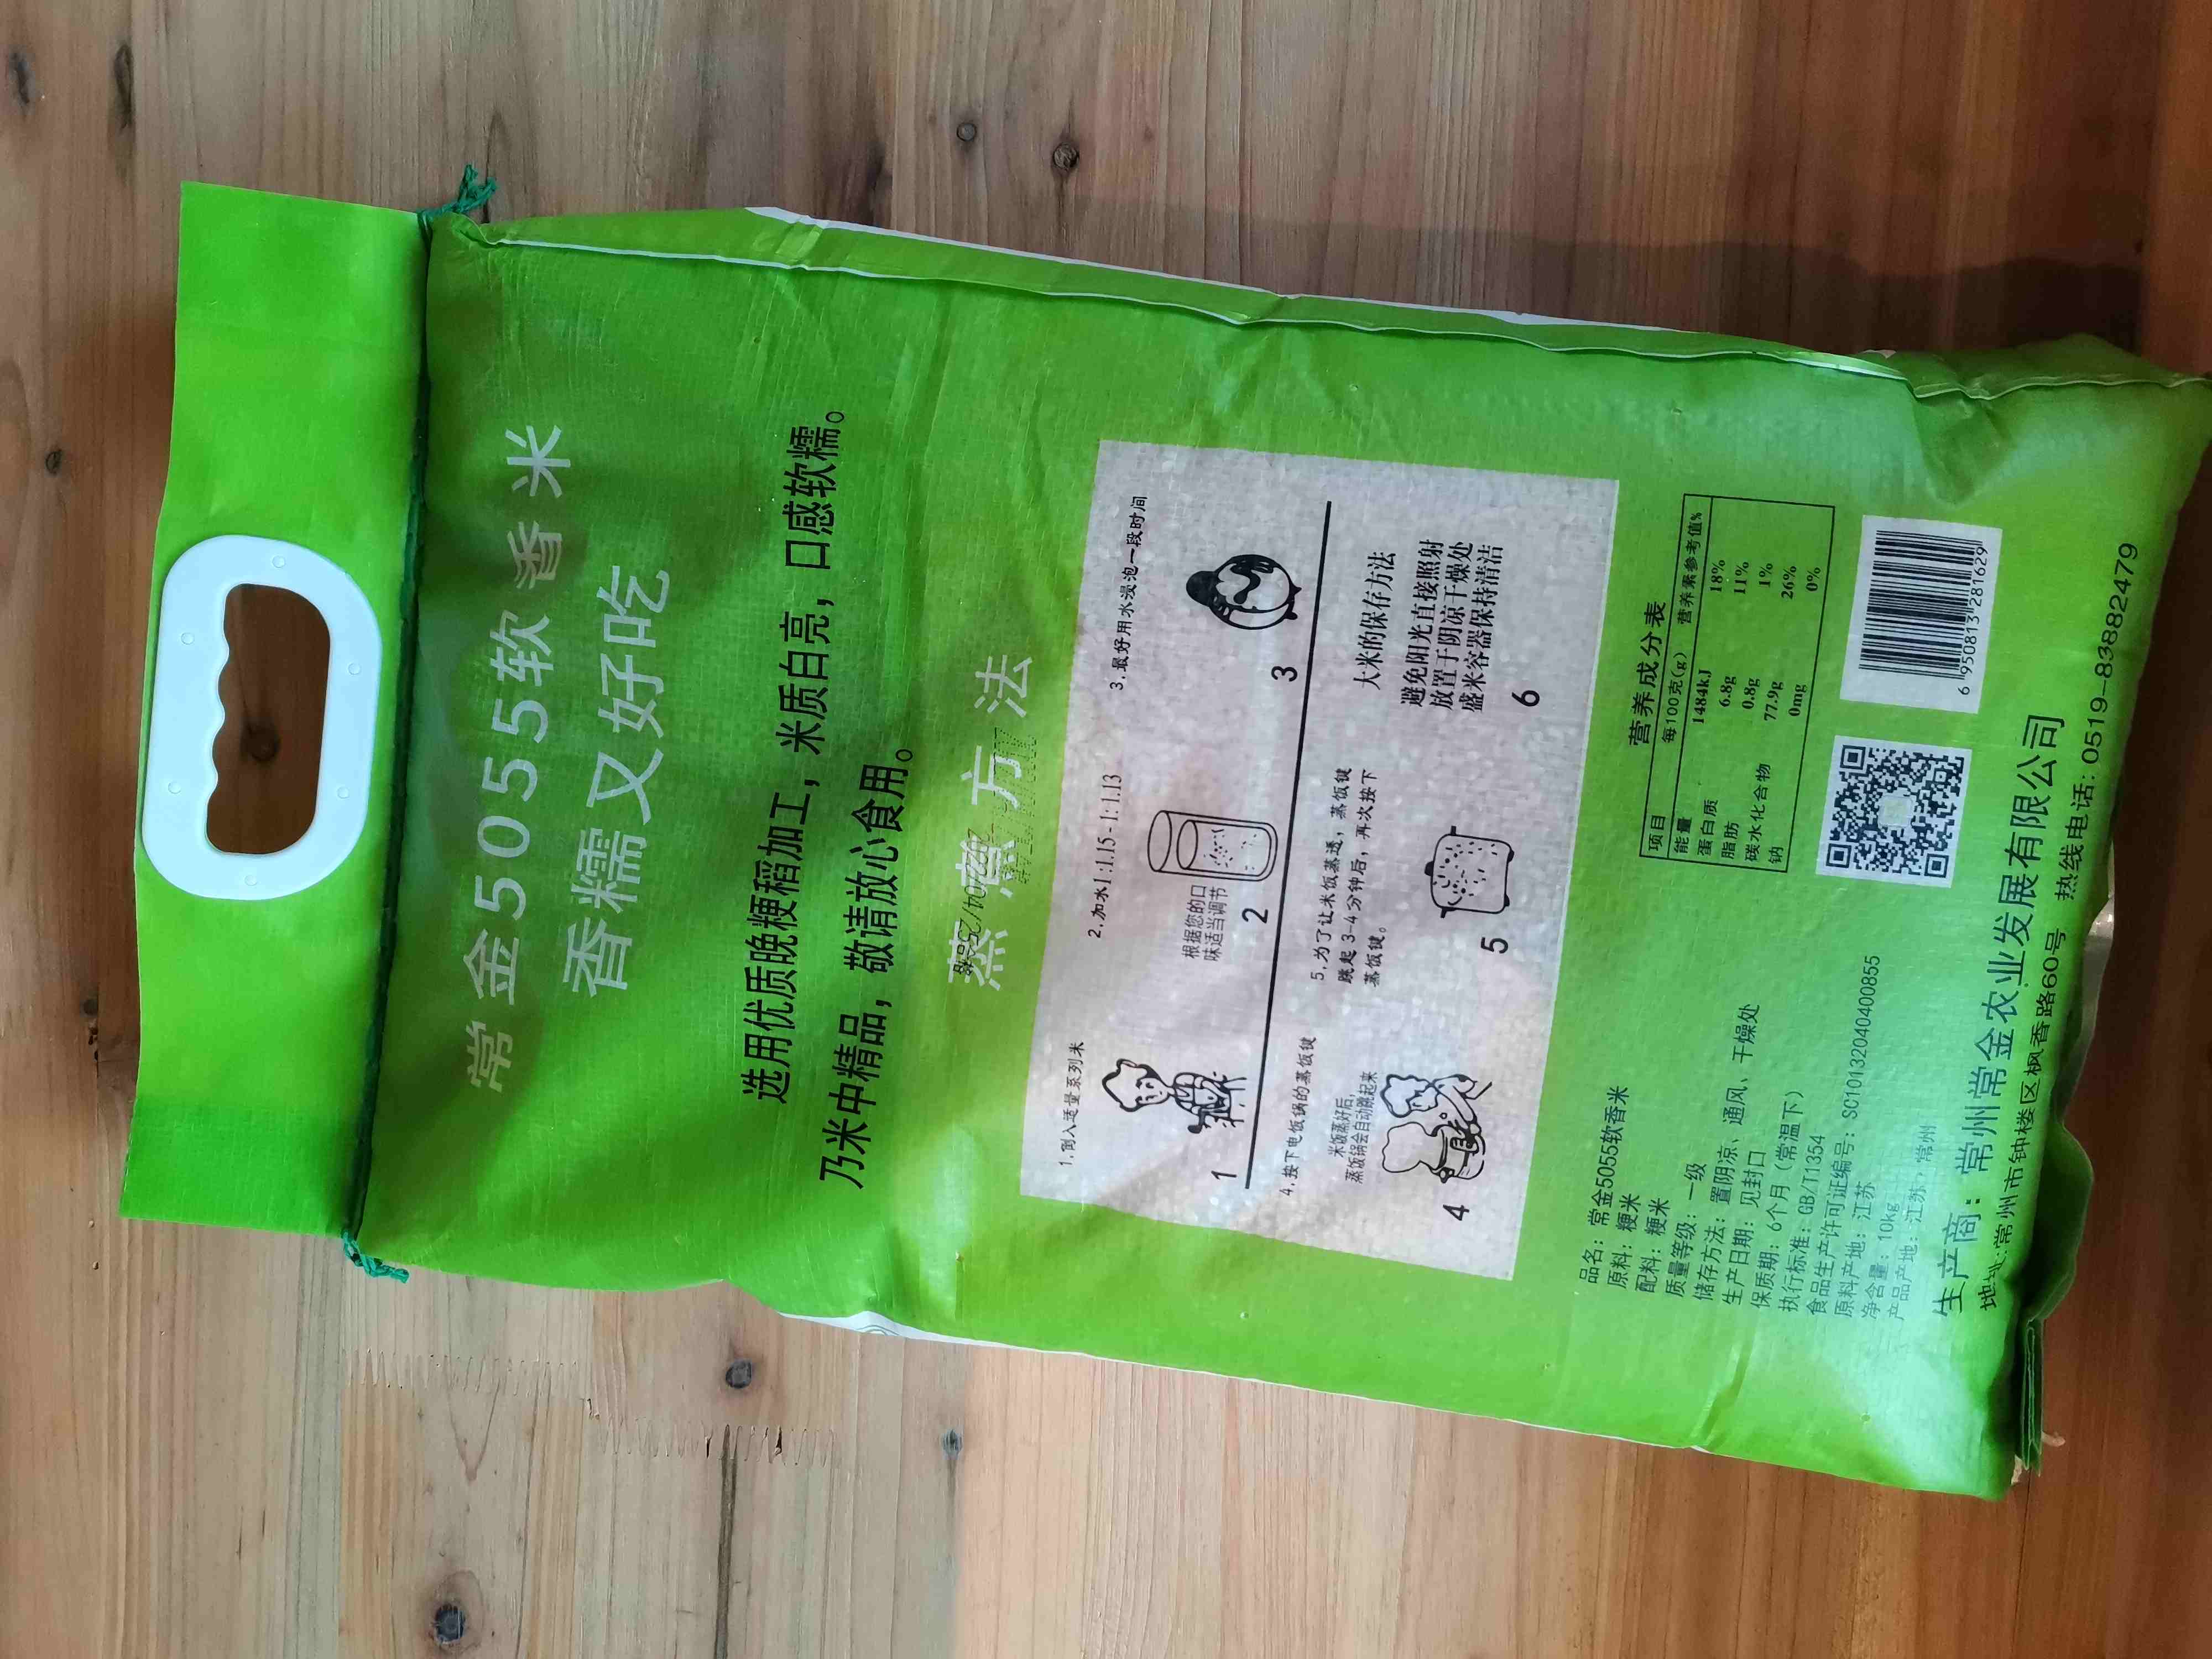 常金5055软香米
香糯又好吃
选用优质晚粳稻加工，米质白亮，口感软糯。
乃米中精品，敬请放心食用。
蒸煮方法
1.倒入适量系列米
1
2.加水1:1.15-1:1.13
根据您的口
味适当调节
2
3.最好用水浸泡一段时间
3
4.按下电饭锅的蒸饭键
米饭蒸好后,
蒸饭锅会自动跳起来
4
5.为了让米饭蒸透，蒸饭键
跳起3-4分钟后，再次按下
蒸饭键。
5
大米的保存方法
避免阳光直接照射
放置于阴凉干燥处
盛米容器保持清洁
6
品名：常金5055软香米
原料：粳米
配料：粳米
质量等级：一级
储存方法：置阴凉、通风、干燥处
生产日期：见封口
保质期：6个月（常温下）
执行标准：GB/T1354
食品生产许可证编号：SC10132040400855
原料产地：江苏
净含量：10kg
产品产地：江苏·常州
营养成分表
项目 每100克(g) 营养素参考值%
能量 1484kJ 18%
蛋白质 6.8g 11%
脂肪 0.8g 1%
碳水化合物 77.9g 26%
钠 0mg 0%
6 950813 281629
生产商：常州常金农业发展有限公司
地址:常州市钟楼区枫香路60号 热线电话：0519-83882479